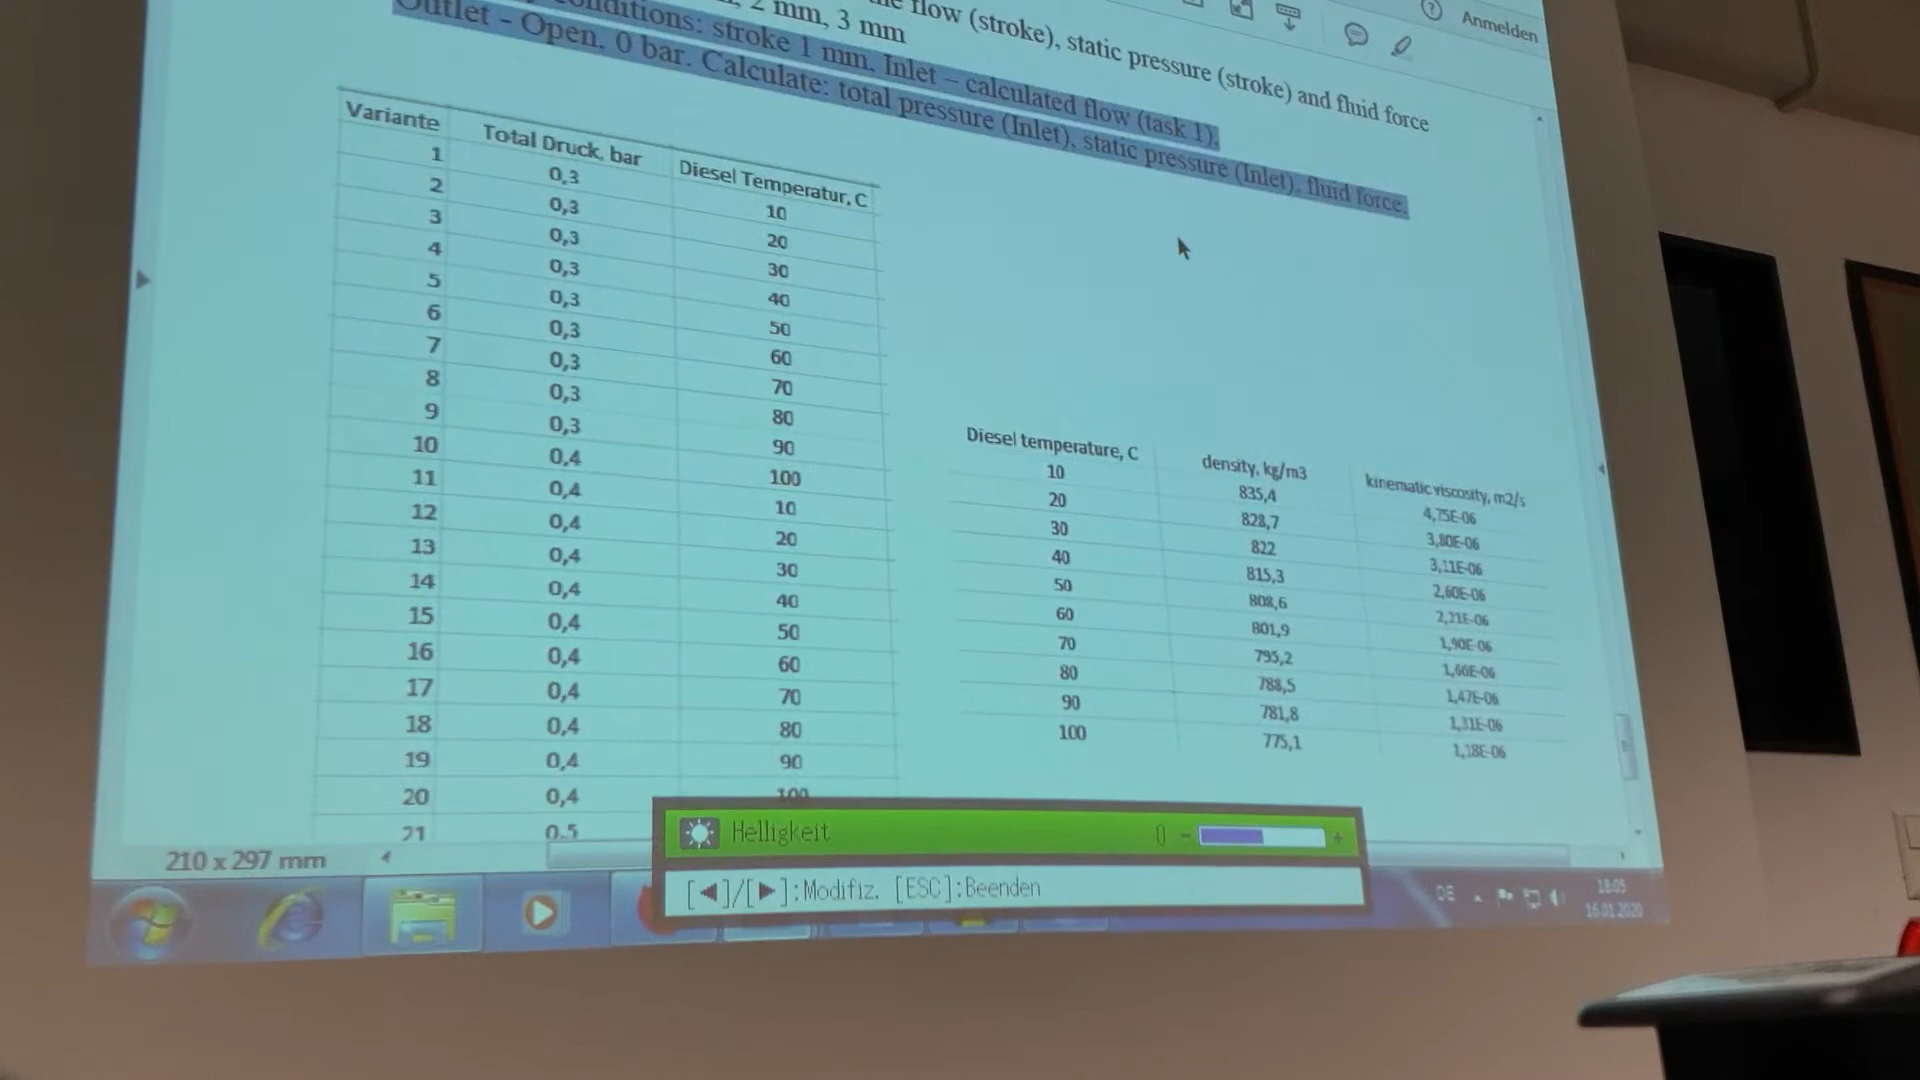 flow (stroke), static pressure (stroke) and fluid force
2 mm, 3 mm
conditions: stroke 1 mm, Inlet – calculated flow (task 1),
Outlet - Open, 0 bar. Calculate: total pressure (Inlet), static pressure (Inlet), fluid force.
Anmelden
Variante Total Druck, bar Diesel Temperatur, C
1 0,3 10
2 0,3 20
3 0,3 30
4 0,3 40
5 0,3 50
6 0,3 60
7 0,3 70
8 0,3 80
9 0,3 90
10 0,4 100
11 0,4 10
12 0,4 20
13 0,4 30
14 0,4 40
15 0,4 50
16 0,4 60
17 0,4 70
18 0,4 80
19 0,4 90
20 0,4 100
21 0,5
Diesel temperature, C density, kg/m3 kinematic viscosity, m2/s
10 835,4 4,75E-06
20 828,7 3,80E-06
30 822 3,11E-06
40 815,3 2,60E-06
50 808,6 2,21E-06
60 801,9 1,90E-06
70 795,2 1,66E-06
80 788,5 1,47E-06
90 781,8 1,31E-06
100 775,1 1,18E-06
210 x 297 mm
Helligkeit 0 - +
[◄]/[►]:Modifiz. [ESC]:Beenden
DE
18:05
16.01.2020